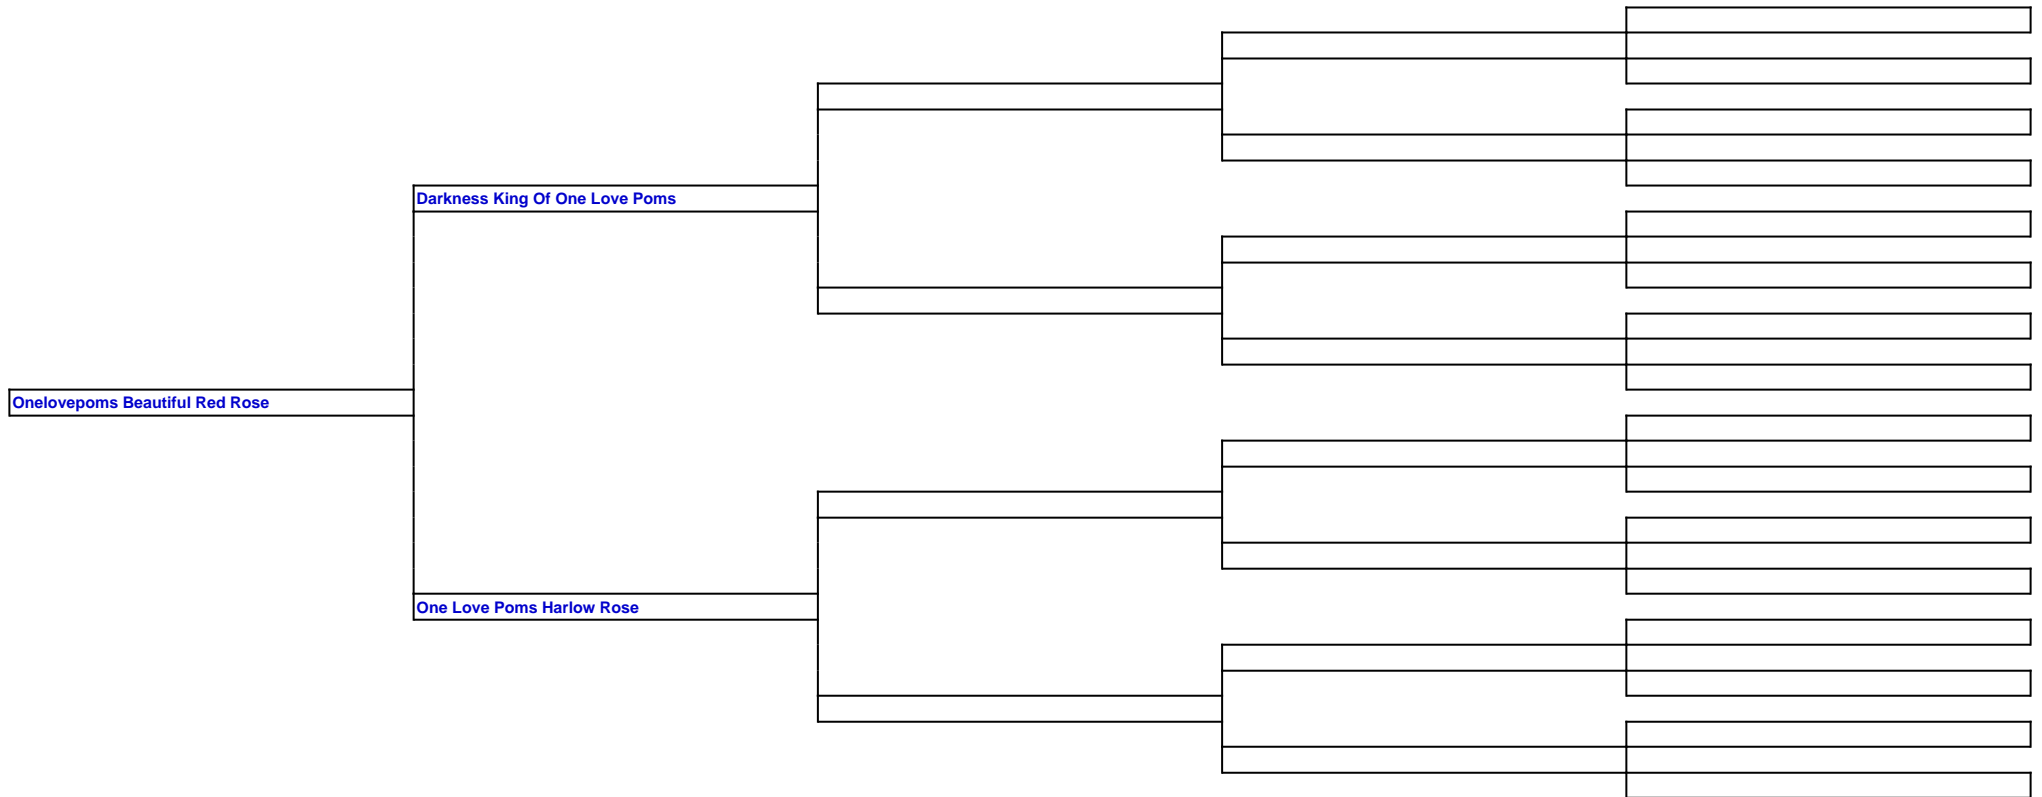 Darkness King Of One Love Poms
Onelovepoms Beautiful Red Rose
One Love Poms Harlow Rose